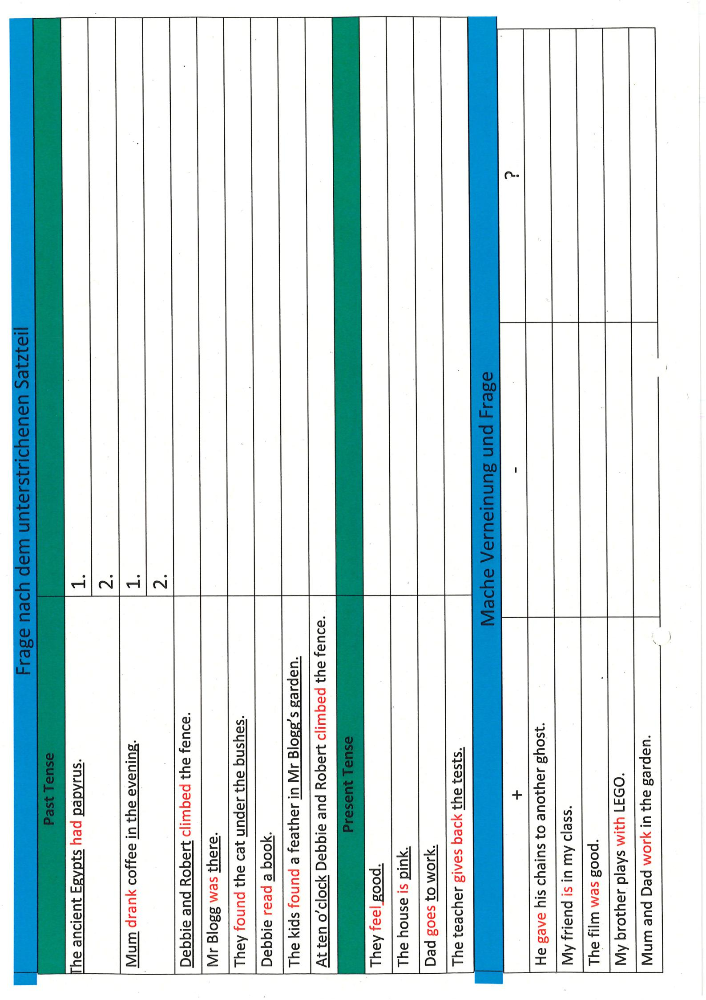 Frage nach dem unterstrichenen Satzteil
Past Tense
The ancient Egypts had papyrus. 1.
2.
Mum drank coffee in the evening. 1.
2.
Debbie and Robert climbed the fence.
Mr Blogg was there.
They found the cat under the bushes.
Debbie read a book.
The kids found a feather in Mr Blogg's garden.
At ten o'clock Debbie and Robert climbed the fence.
Present Tense
They feel good.
The house is pink.
Dad goes to work.
The teacher gives back the tests.
Mache Verneinung und Frage
+ - ?
He gave his chains to another ghost.
My friend is in my class.
The film was good.
My brother plays with LEGO.
Mum and Dad work in the garden.